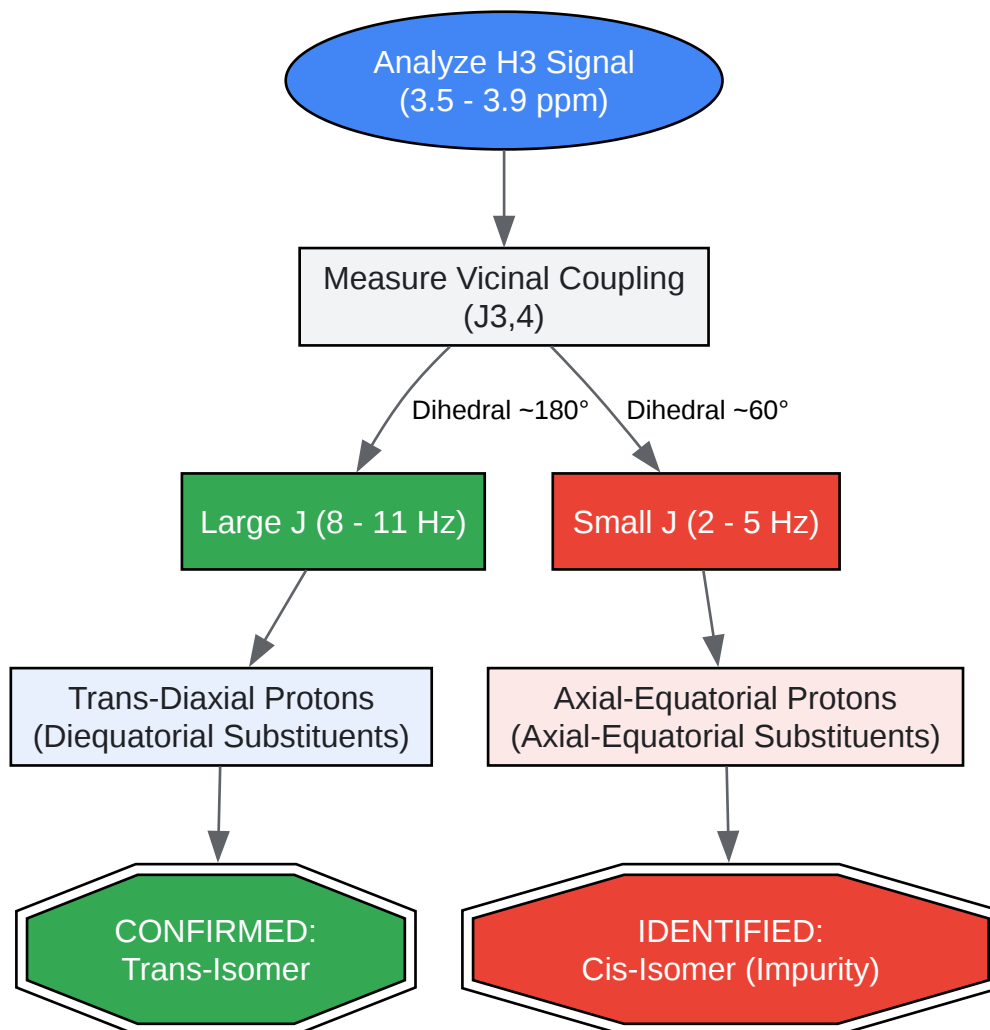 Analyze H3 Signal
(3.5 - 3.9 ppm)
Measure Vicinal Coupling
(J3,4)
Dihedral ~180°
Dihedral ~60°
Large J (8 - 11 Hz)
Small J (2 - 5 Hz)
Trans-Diaxial Protons
(Diequatorial Substituents)
Axial-Equatorial Protons
(Axial-Equatorial Substituents)
CONFIRMED:
Trans-Isomer
IDENTIFIED:
Cis-Isomer (Impurity)